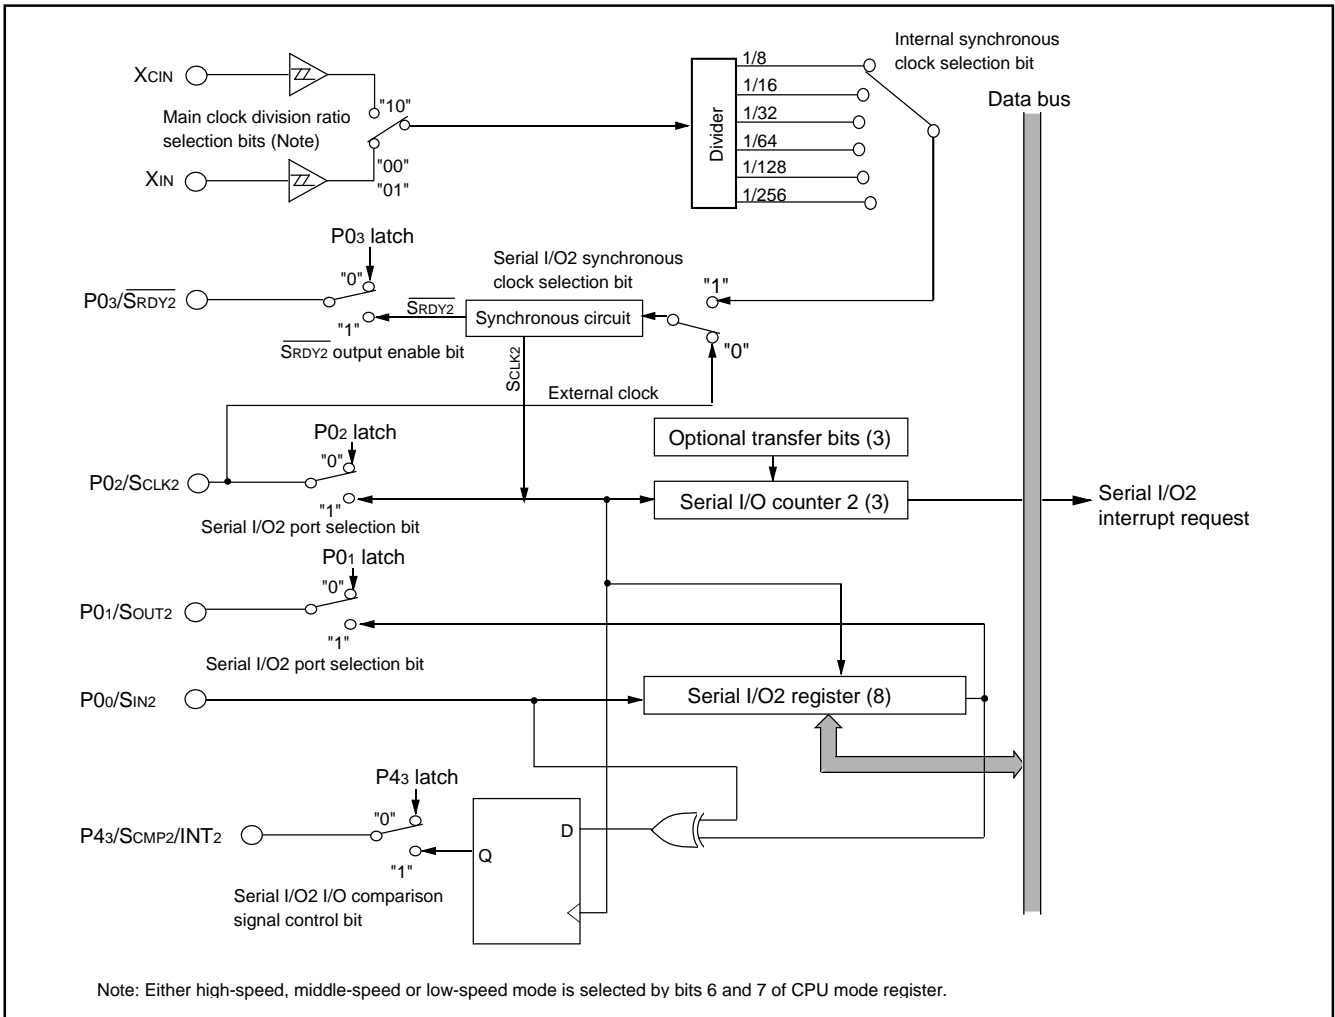 Internal synchronous
clock selection bit
XCIN
"10"
Main clock division ratio
selection bits (Note)
XIN
"00"
"01"
Divider
1/8
1/16
1/32
1/64
1/128
1/256
Data bus
P03 latch
"0"
P03/SRDY2
"1"
SRDY2
SRDY2 output enable bit
Serial I/O2 synchronous
clock selection bit
Synchronous circuit
"1"
"0"
SCLK2
External clock
P02 latch
"0"
P02/SCLK2
"1"
Serial I/O2 port selection bit
Optional transfer bits (3)
Serial I/O counter 2 (3)
Serial I/O2
interrupt request
P01 latch
"0"
P01/SOUT2
"1"
Serial I/O2 port selection bit
P00/SIN2
Serial I/O2 register (8)
P43 latch
"0"
P43/SCMP2/INT2
"1"
D
Q
Serial I/O2 I/O comparison
signal control bit
Note: Either high-speed, middle-speed or low-speed mode is selected by bits 6 and 7 of CPU mode register.